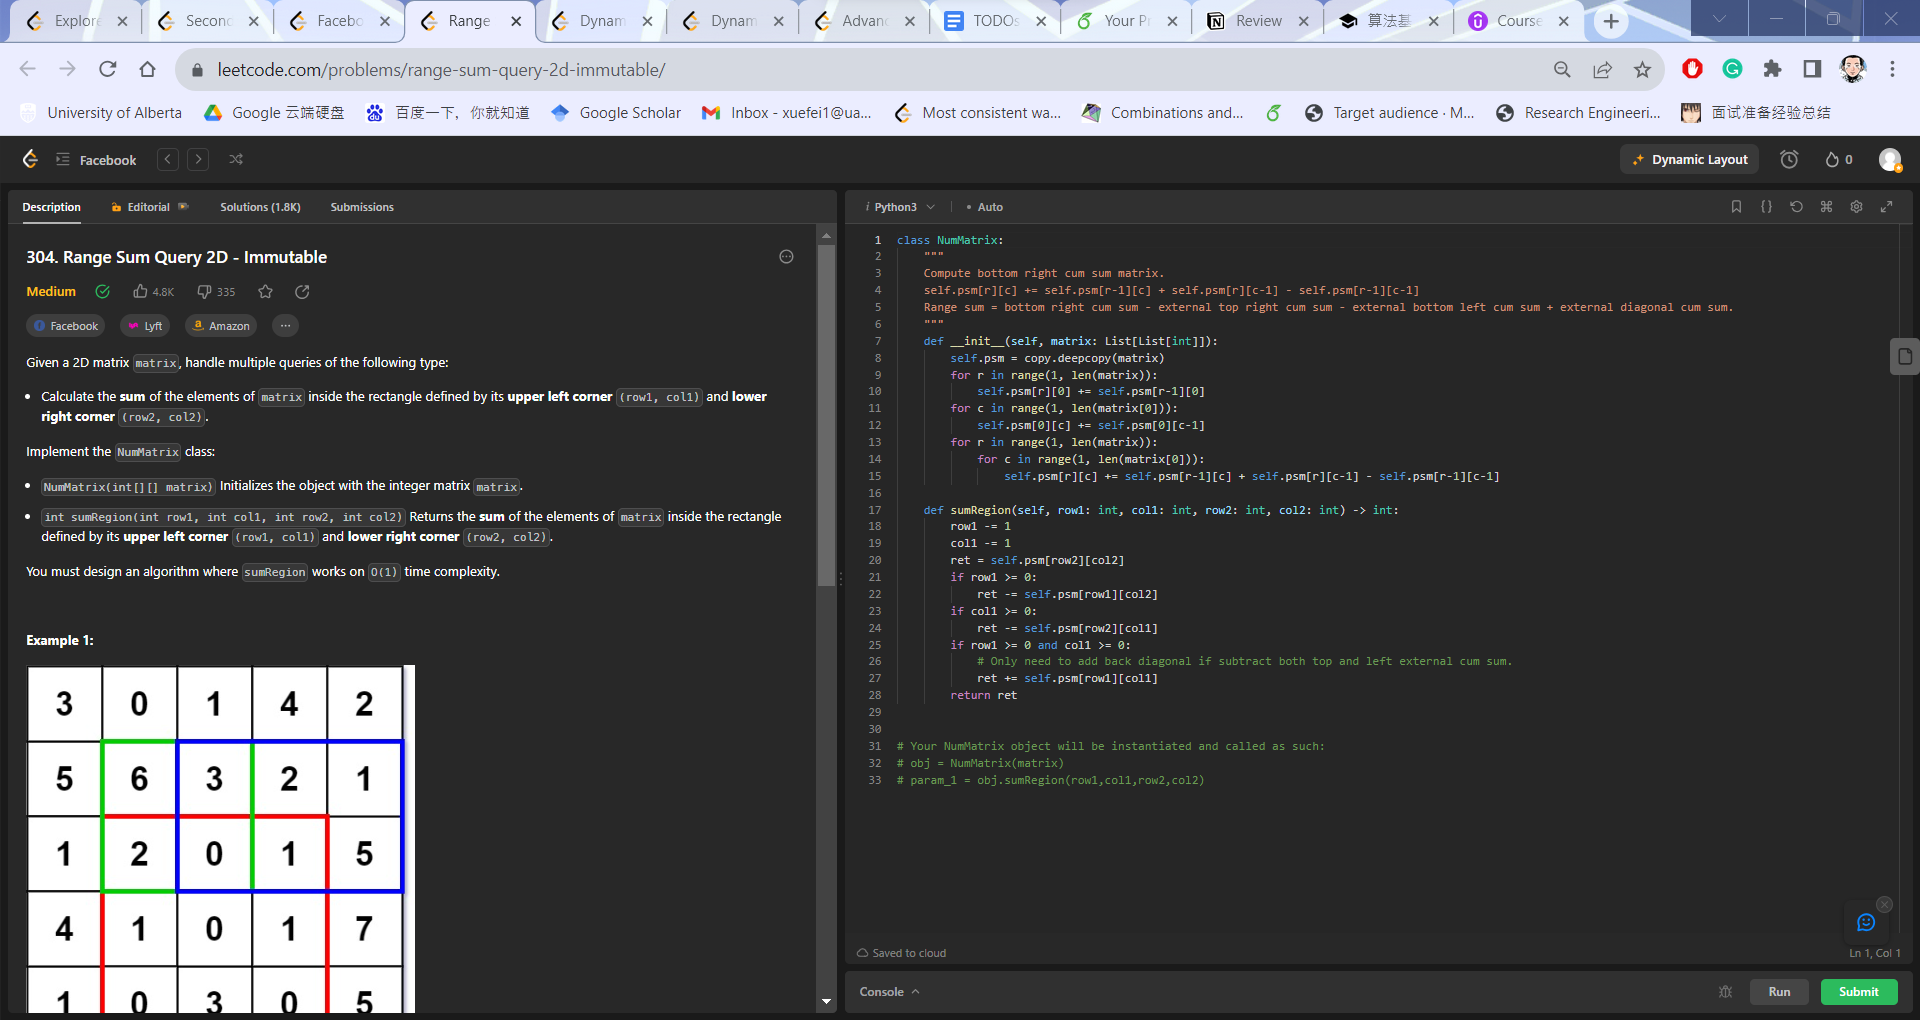 Explore
Second
Facebo
Range
Dynam
Dynam
Advanc
TODOs
Your Pr
Review
算法基
Course
leetcode.com/problems/range-sum-query-2d-immutable/
University of Alberta
Google 云端硬盘
百度一下，你就知道
Google Scholar
Inbox - xuefei1@ua...
Most consistent wa...
Combinations and...
Target audience · M...
Research Engineeri...
面试准备经验总结
Facebook
Dynamic Layout
0
Description
Editorial
Solutions (1.8K)
Submissions
304. Range Sum Query 2D - Immutable
Medium
4.8K
335
Facebook
Lyft
Amazon
...
Given a 2D matrix matrix, handle multiple queries of the following type:
• Calculate the sum of the elements of matrix inside the rectangle defined by its upper left corner (row1, col1) and lower
right corner (row2, col2).
Implement the NumMatrix class:
• NumMatrix(int[][] matrix) Initializes the object with the integer matrix matrix.
• int sumRegion(int row1, int col1, int row2, int col2) Returns the sum of the elements of matrix inside the rectangle
defined by its upper left corner (row1, col1) and lower right corner (row2, col2).
You must design an algorithm where sumRegion works on O(1) time complexity.
Example 1:
3 0 1 4 2
5 6 3 2 1
1 2 0 1 5
4 1 0 1 7
1 0 3 0 5
i Python3
• Auto
1 class NumMatrix:
2     """
3     Compute bottom right cum sum matrix.
4     self.psm[r][c] += self.psm[r-1][c] + self.psm[r][c-1] - self.psm[r-1][c-1]
5     Range sum = bottom right cum sum - external top right cum sum - external bottom left cum sum + external diagonal cum sum.
6     """
7     def __init__(self, matrix: List[List[int]]):
8         self.psm = copy.deepcopy(matrix)
9         for r in range(1, len(matrix)):
10             self.psm[r][0] += self.psm[r-1][0]
11         for c in range(1, len(matrix[0])):
12             self.psm[0][c] += self.psm[0][c-1]
13         for r in range(1, len(matrix)):
14             for c in range(1, len(matrix[0])):
15                 self.psm[r][c] += self.psm[r-1][c] + self.psm[r][c-1] - self.psm[r-1][c-1]
16
17     def sumRegion(self, row1: int, col1: int, row2: int, col2: int) -> int:
18         row1 -= 1
19         col1 -= 1
20         ret = self.psm[row2][col2]
21         if row1 >= 0:
22             ret -= self.psm[row1][col2]
23         if col1 >= 0:
24             ret -= self.psm[row2][col1]
25         if row1 >= 0 and col1 >= 0:
26             # Only need to add back diagonal if subtract both top and left external cum sum.
27             ret += self.psm[row1][col1]
28         return ret
29
30
31 # Your NumMatrix object will be instantiated and called as such:
32 # obj = NumMatrix(matrix)
33 # param_1 = obj.sumRegion(row1,col1,row2,col2)
Saved to cloud
Ln 1, Col 1
Console
Run
Submit